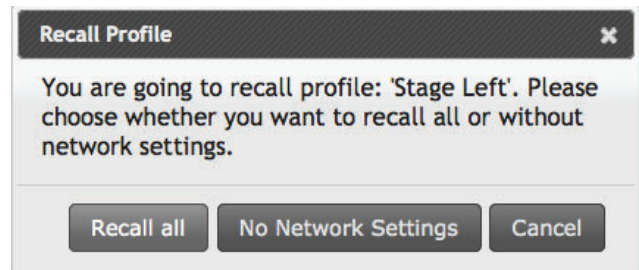 Recall Profile
You are going to recall profile: 'Stage Left'. Please
choose whether you want to recall all or without
network settings.
Recall all No Network Settings Cancel